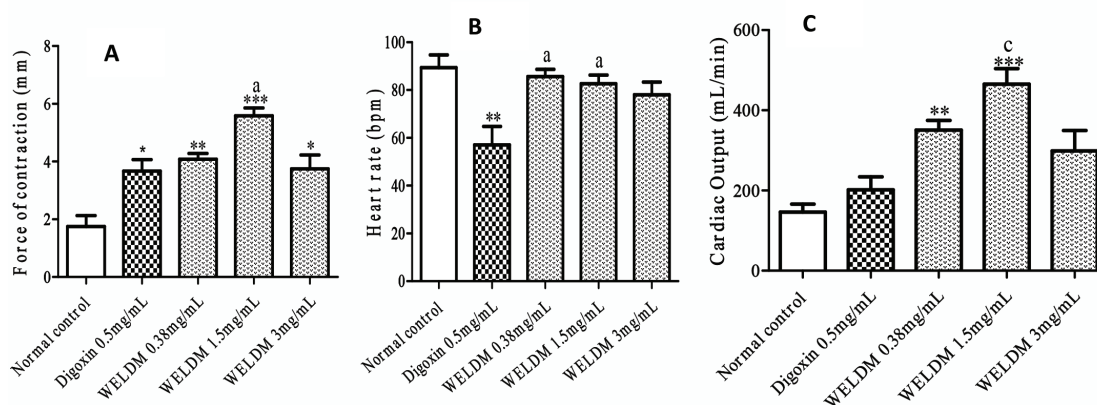 A
Force of contraction (mm)
8
6
4
2
0
*
**
a
***
*
Normal control
Digoxin 0.5mg/mL
WELDM 0.38mg/mL
WELDM 1.5mg/mL
WELDM 3mg/mL
B
Heart rate (bpm)
100
80
60
40
20
0
**
a
a
Normal control
Digoxin 0.5mg/mL
WELDM 0.38mg/mL
WELDM 1.5mg/mL
WELDM 3mg/mL
C
Cardiac Output (mL/min)
600
400
200
0
**
c
***
Normal control
Digoxin 0.5mg/mL
WELDM 0.38mg/mL
WELDM 1.5mg/mL
WELDM 3mg/mL